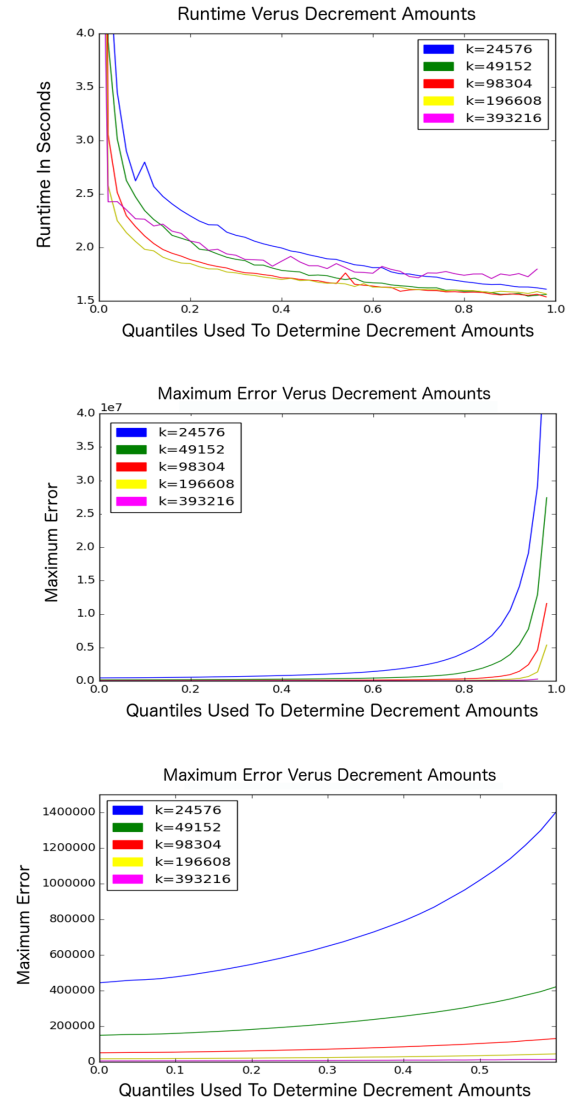 Runtime Verus Decrement Amounts
4.0
3.5
3.0
2.5
2.0
1.5
Runtime In Seconds
k=24576
k=49152
k=98304
k=196608
k=393216
0.0 0.2 0.4 0.6 0.8 1.0
Quantiles Used To Determine Decrement Amounts
Maximum Error Verus Decrement Amounts
1e7
4.0
3.5
3.0
2.5
2.0
1.5
1.0
0.5
0.0
Maximum Error
k=24576
k=49152
k=98304
k=196608
k=393216
0.0 0.2 0.4 0.6 0.8 1.0
Quantiles Used To Determine Decrement Amounts
Maximum Error Verus Decrement Amounts
1400000
1200000
1000000
800000
600000
400000
200000
0
Maximum Error
k=24576
k=49152
k=98304
k=196608
k=393216
0.0 0.1 0.2 0.3 0.4 0.5
Quantiles Used To Determine Decrement Amounts